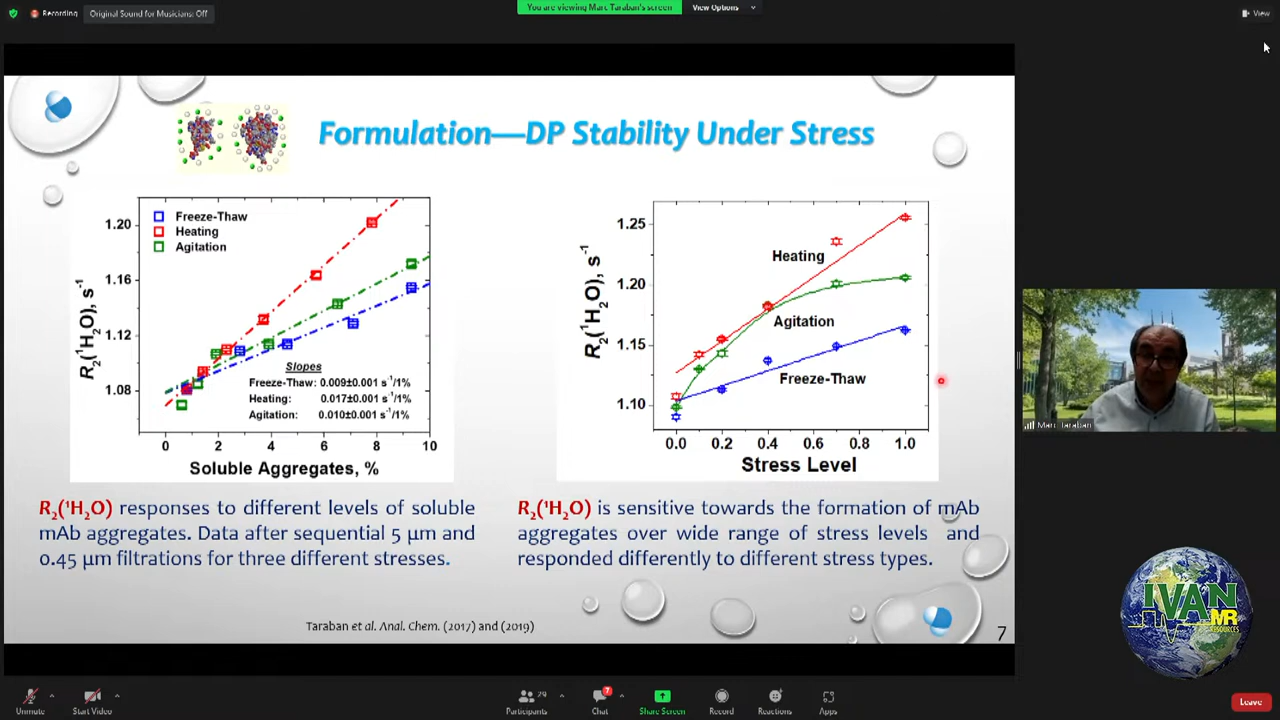 Recording
Original Sound for Musicians: Off
You are viewing Marc Taraban's screen
View Options
View
Formulation—DP Stability Under Stress
Freeze-Thaw
Heating
Agitation
R2(¹H2O), s⁻¹
1.20
1.16
1.12
1.08
Slopes
Freeze-Thaw: 0.009±0.001 s⁻¹/1%
Heating: 0.017±0.001 s⁻¹/1%
Agitation: 0.010±0.001 s⁻¹/1%
0 2 4 6 8 10
Soluble Aggregates, %
R2(¹H2O), s⁻¹
1.25
1.20
1.15
1.10
Heating
Agitation
Freeze-Thaw
0.0 0.2 0.4 0.6 0.8 1.0
Stress Level
R2(¹H2O) responses to different levels of soluble
mAb aggregates. Data after sequential 5 µm and
0.45 µm filtrations for three different stresses.
R2(¹H2O) is sensitive towards the formation of mAb
aggregates over wide range of stress levels and
responded differently to different stress types.
Taraban et al. Anal. Chem. (2017) and (2019)
7
Marc Taraban
IVAN
MR
RESOURCES
Unmute
Start Video
29
Participants
7
Chat
Share Screen
Record
Reactions
Apps
Leave